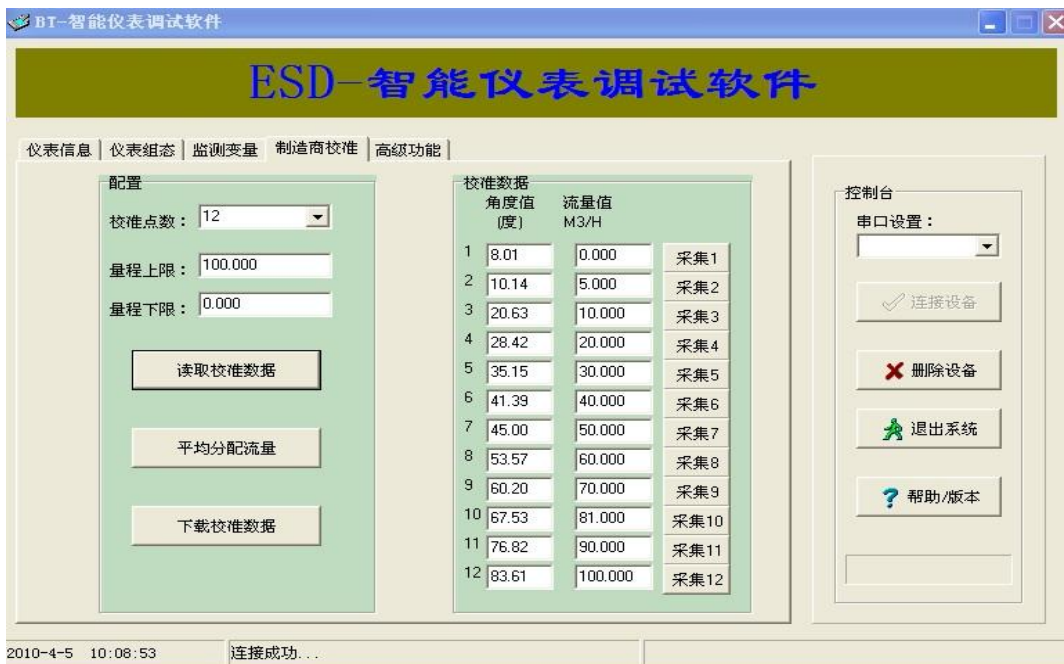 BT-智能仪表调试软件
ESD-智能仪表调试软件
仪表信息 仪表组态 监测变量 制造商校准 高级功能
配置
校准点数： 12
量程上限： 100.000
量程下限： 0.000
读取校准数据
平均分配流量
下载校准数据
校准数据
角度值 流量值
(度) M3/H
1 8.01 0.000 采集1
2 10.14 5.000 采集2
3 20.63 10.000 采集3
4 28.42 20.000 采集4
5 35.15 30.000 采集5
6 41.39 40.000 采集6
7 45.00 50.000 采集7
8 53.57 60.000 采集8
9 60.20 70.000 采集9
10 67.53 81.000 采集10
11 76.82 90.000 采集11
12 83.61 100.000 采集12
控制台
串口设置：
连接设备
删除设备
退出系统
帮助/版本
2010-4-5 10:08:53 连接成功...